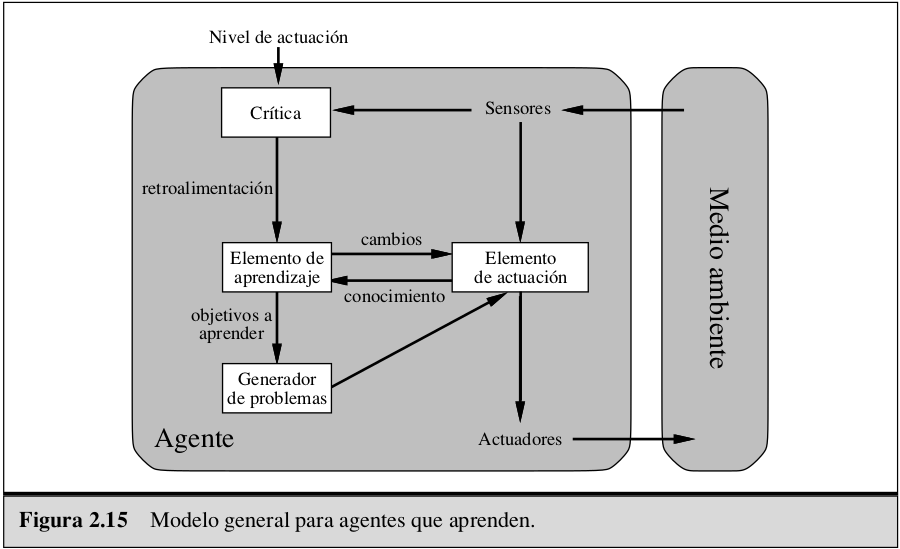 Nivel de actuación
Crítica
Sensores
retroalimentación
Medio ambiente
cambios
Elemento de
aprendizaje
Elemento
de actuación
conocimiento
objetivos a
aprender
Generador
de problemas
Agente
Actuadores
Figura 2.15 Modelo general para agentes que aprenden.